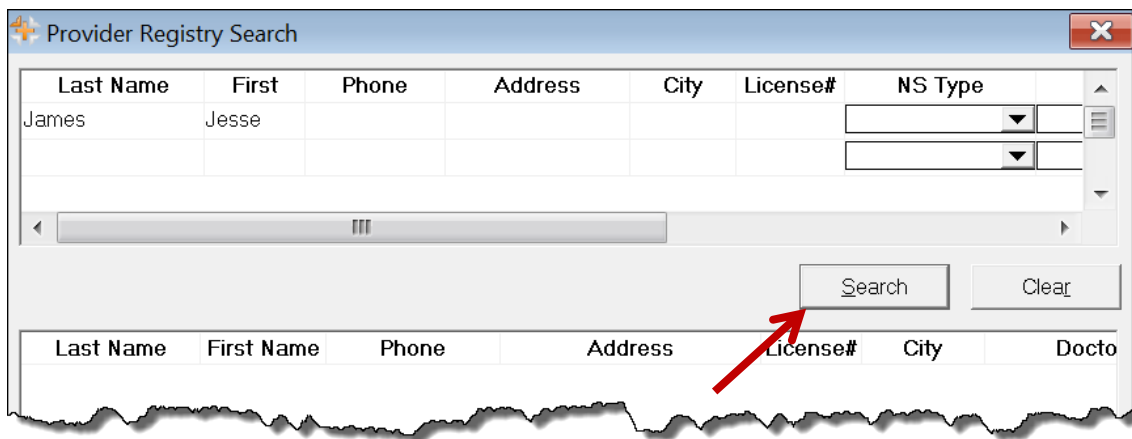 Provider Registry Search
Last Name First Phone Address City License# NS Type
James Jesse
Search Clear
Last Name First Name Phone Address License# City Docto